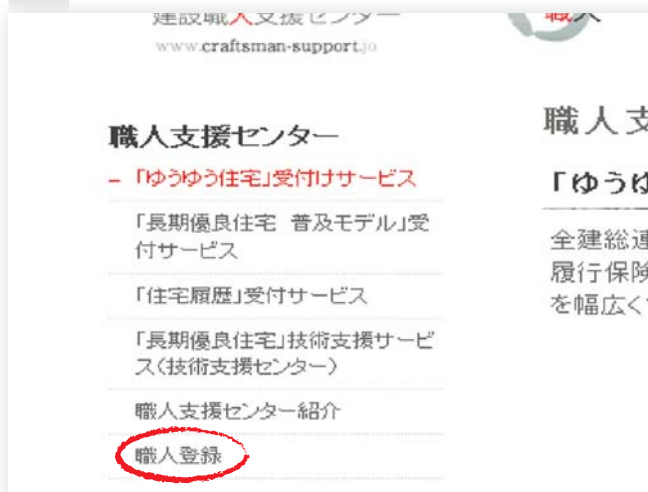 建設職人支援センター
www.craftsman-support.jo
職人
職人支援センター
－「ゆうゆう住宅」受付けサービス
「長期優良住宅 普及モデル」受
付サービス
「住宅履歴」受付サービス
「長期優良住宅」技術支援サービ
ス(技術支援センター)
職人支援センター紹介
職人登録
職人支
「ゆうゆ
全建総連
履行保険
を幅広く